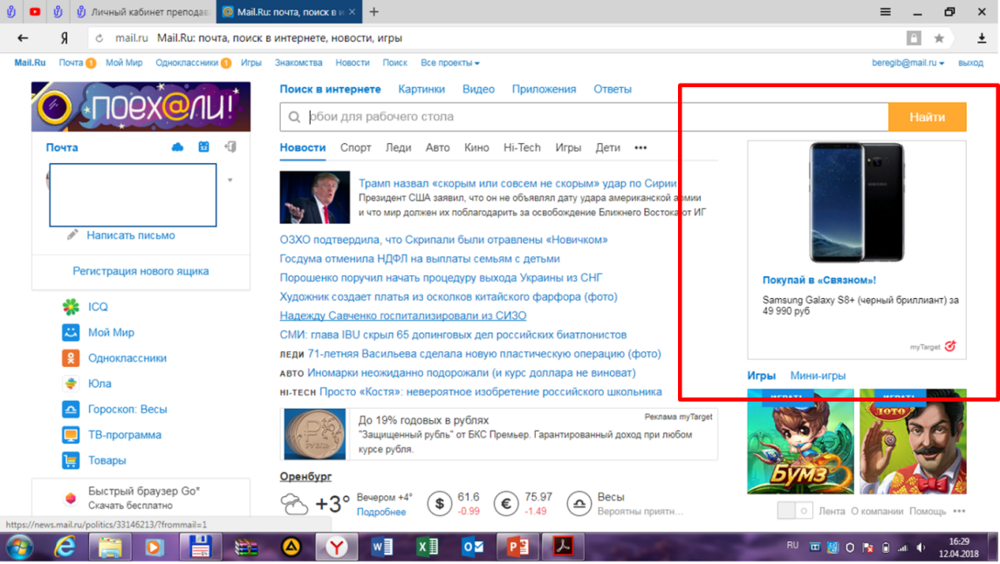 Личный кабинет преподав
Mail.Ru: почта, поиск в и
Я
mail.ru Mail.Ru: почта, поиск в интернете, новости, игры
Mail.Ru Почта 1 Мой Мир Одноклассники 1 Игры Знакомства Новости Поиск Все проекты
beregib@mail.ru выход
ПОЕХ@ЛИ!
Почта
12
Написать письмо
Регистрация нового ящика
ICQ
Мой Мир
Одноклассники
Юла
Гороскоп: Весы
ТВ-программа
Товары
Быстрый браузер Go*
Скачать бесплатно
Поиск в интернете Картинки Видео Приложения Ответы
обои для рабочего стола
Найти
Новости Спорт Леди Авто Кино Hi-Tech Игры Дети •••
Трамп назвал «скорым или совсем не скорым» удар по Сирии
Президент США заявил, что он не объявлял дату удара американской армии
и что мир должен их поблагодарить за освобождение Ближнего Востока от ИГ
ОЗХО подтвердила, что Скрипали были отравлены «Новичком»
Госдума отменила НДФЛ на выплаты семьям с детьми
Порошенко поручил начать процедуру выхода Украины из СНГ
Художник создает платья из осколков китайского фарфора (фото)
Надежду Савченко госпитализировали из СИЗО
СМИ: глава IBU скрыл 65 допинговых дел российских биатлонистов
ЛЕДИ 71-летняя Васильева сделала новую пластическую операцию (фото)
АВТО Иномарки неожиданно подорожали (и курс доллара не виноват)
HI-TECH Просто «Костя»: невероятное изобретение российского школьника
До 19% годовых в рублях
Реклама myTarget
"Защищенный рубль" от БКС Премьер. Гарантированный доход при любом
курсе рубля.
Оренбург
+3°
Вечером +4°
Подробнее
$ 61.6
-0.99
€ 75.97
-1.49
Весы
Вероятны приятн...
Покупай в «Связном»!
Samsung Galaxy S8+ (черный бриллиант) за
49 990 руб
myTarget
Игры Мини-игры
ИГРАТЬ!
ИГРАТЬ!
БУМЗ
ЛОТО
Лента О компании Помощь •••
https://news.mail.ru/politics/33146213/?frommail=1
RU
16:29
12.04.2018